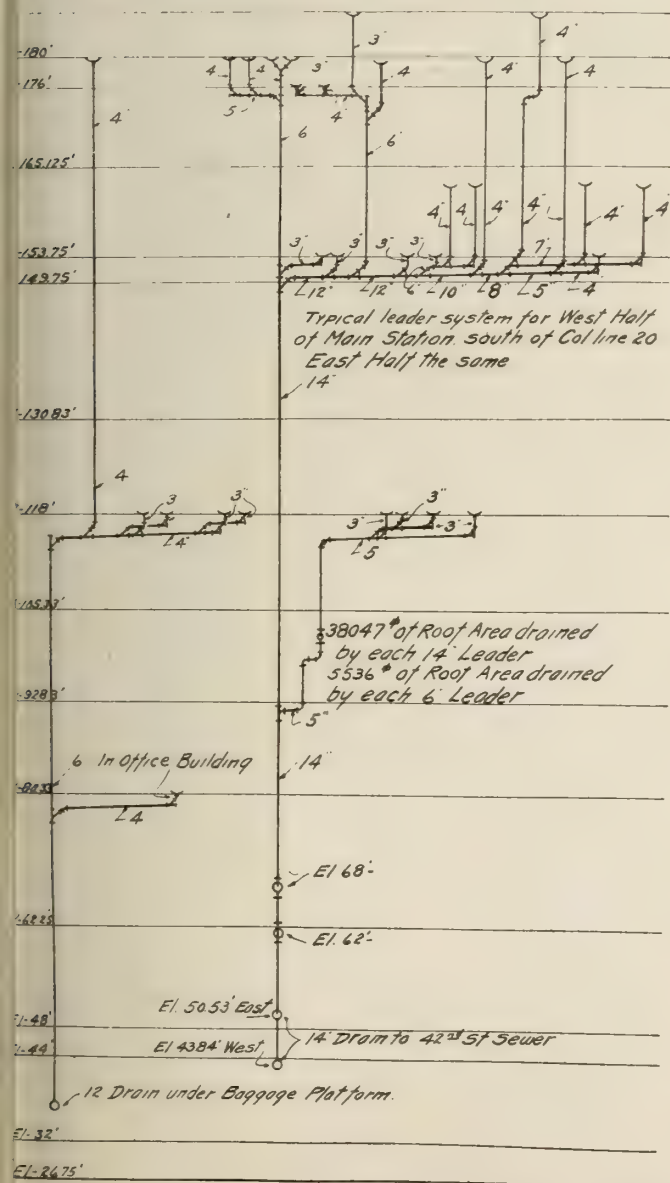 3"
4"
-180'
4 4 3" 4 4" 4
-176'
5 4"
4" 6 6"
-165.125'
4" 4 4" 4" 4" 4" 4"
-153.75'
3" 3" 3" 3" 7"
-149.75'
12" 12" 6" 10" 8" 5 4
Typical leader system for West Half
of Main Station south of Col line 20
East Half the same
14"
-130.83'
4
-118'
3 3" 3" 3" 3"
4" 5
38047# of Roof Area drained
by each 14" Leader
-92.83'
5536# of Roof Area drained
by each 6" Leader
5"
6 In Office Building
14"
4
El 68'-
-62.25'
El. 62'-
El. 50.53' East
El-48'
14" Drain to 42nd St Sewer
El-44'
El 43.84' West
12 Drain under Baggage Platform.
El-32'
El-26.75'